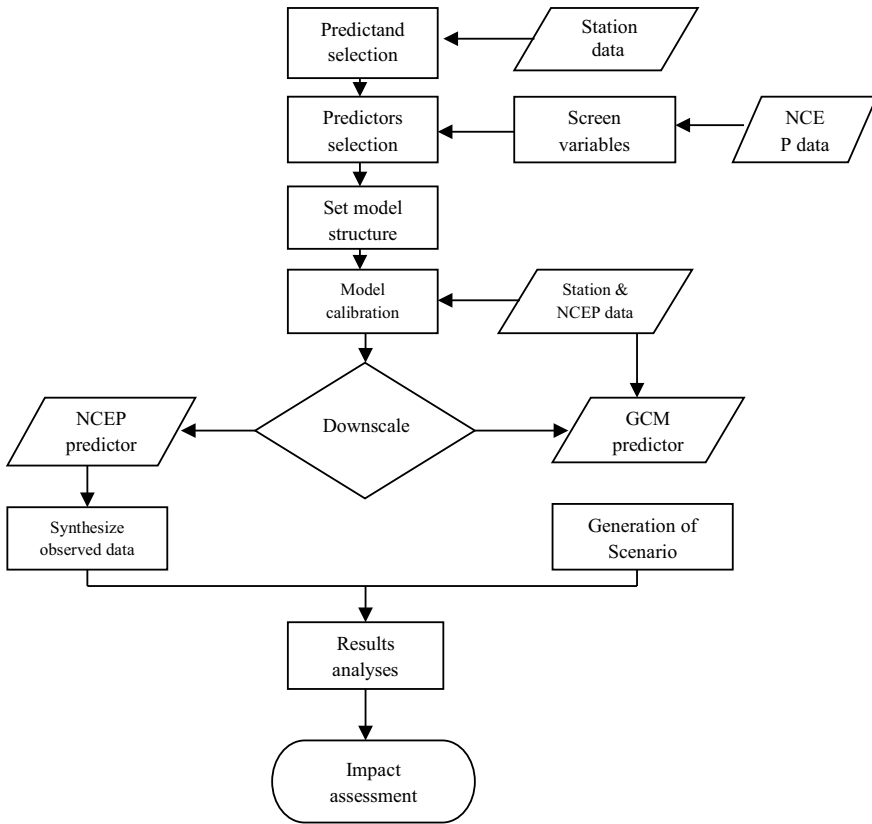 Predictand
selection
Station
data
Predictors
selection
Screen
variables
NCE
P data
Set model
structure
Model
calibration
Station &
NCEP data
NCEP
predictor
Downscale
GCM
predictor
Synthesize
observed data
Generation of
Scenario
Results
analyses
Impact
assessment